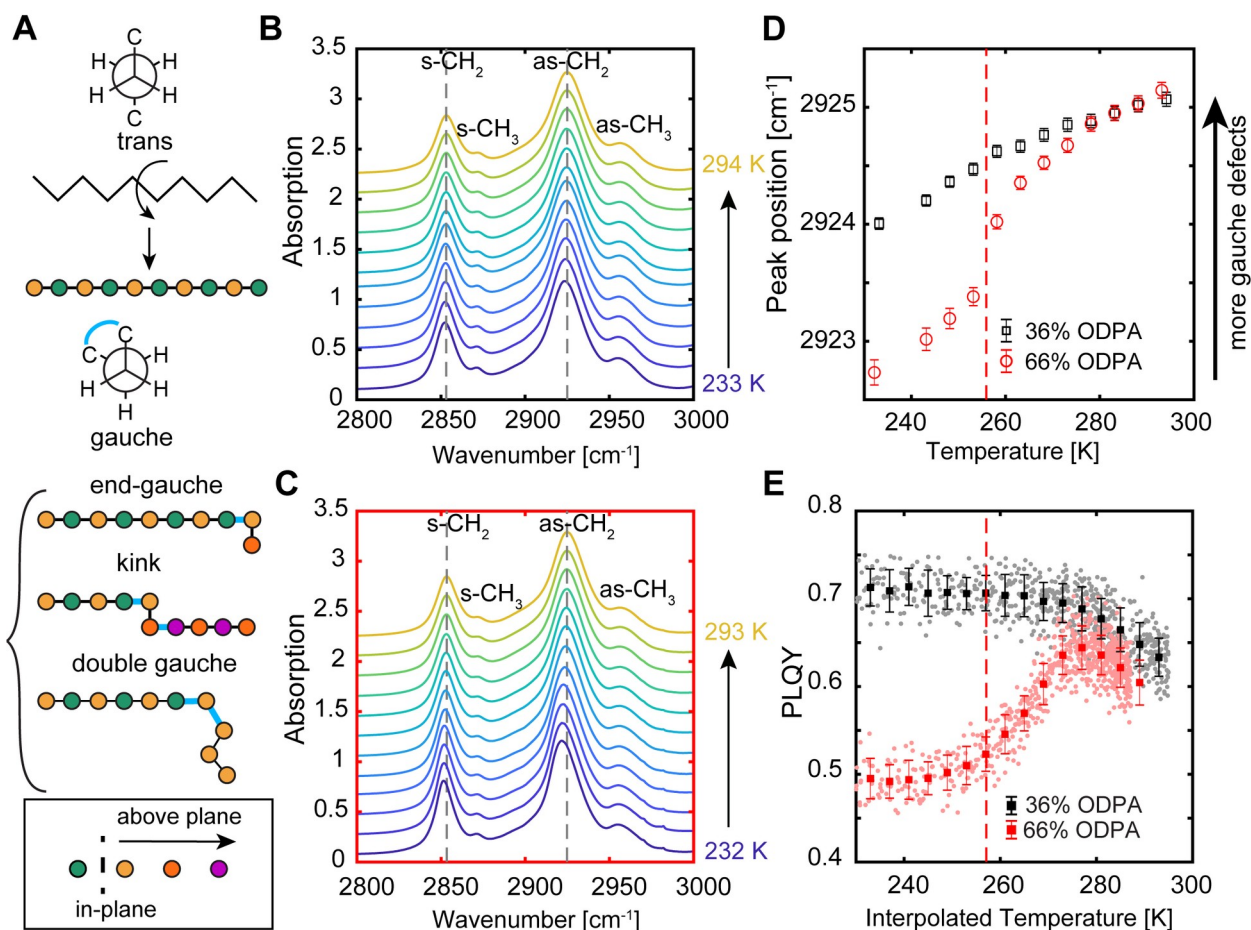 A
C
H
H
H
H
C
trans
C
C
H
H
H
H
gauche
end-gauche
kink
double gauche
above plane
in-plane
B
3.5
3
2.5
2
1.5
1
0.5
0
Absorption
s-CH₂
as-CH₂
s-CH₃
as-CH₃
294 K
233 K
2800
2850
2900
2950
3000
Wavenumber [cm⁻¹]
C
3.5
3
2.5
2
1.5
1
0.5
0
Absorption
s-CH₂
as-CH₂
s-CH₃
as-CH₃
293 K
232 K
2800
2850
2900
2950
3000
Wavenumber [cm⁻¹]
D
2925
2924
2923
Peak position [cm⁻¹]
36% ODPA
66% ODPA
240
260
280
300
Temperature [K]
more gauche defects
E
0.8
0.7
0.6
0.5
0.4
PLQY
36% ODPA
66% ODPA
240
260
280
300
Interpolated Temperature [K]